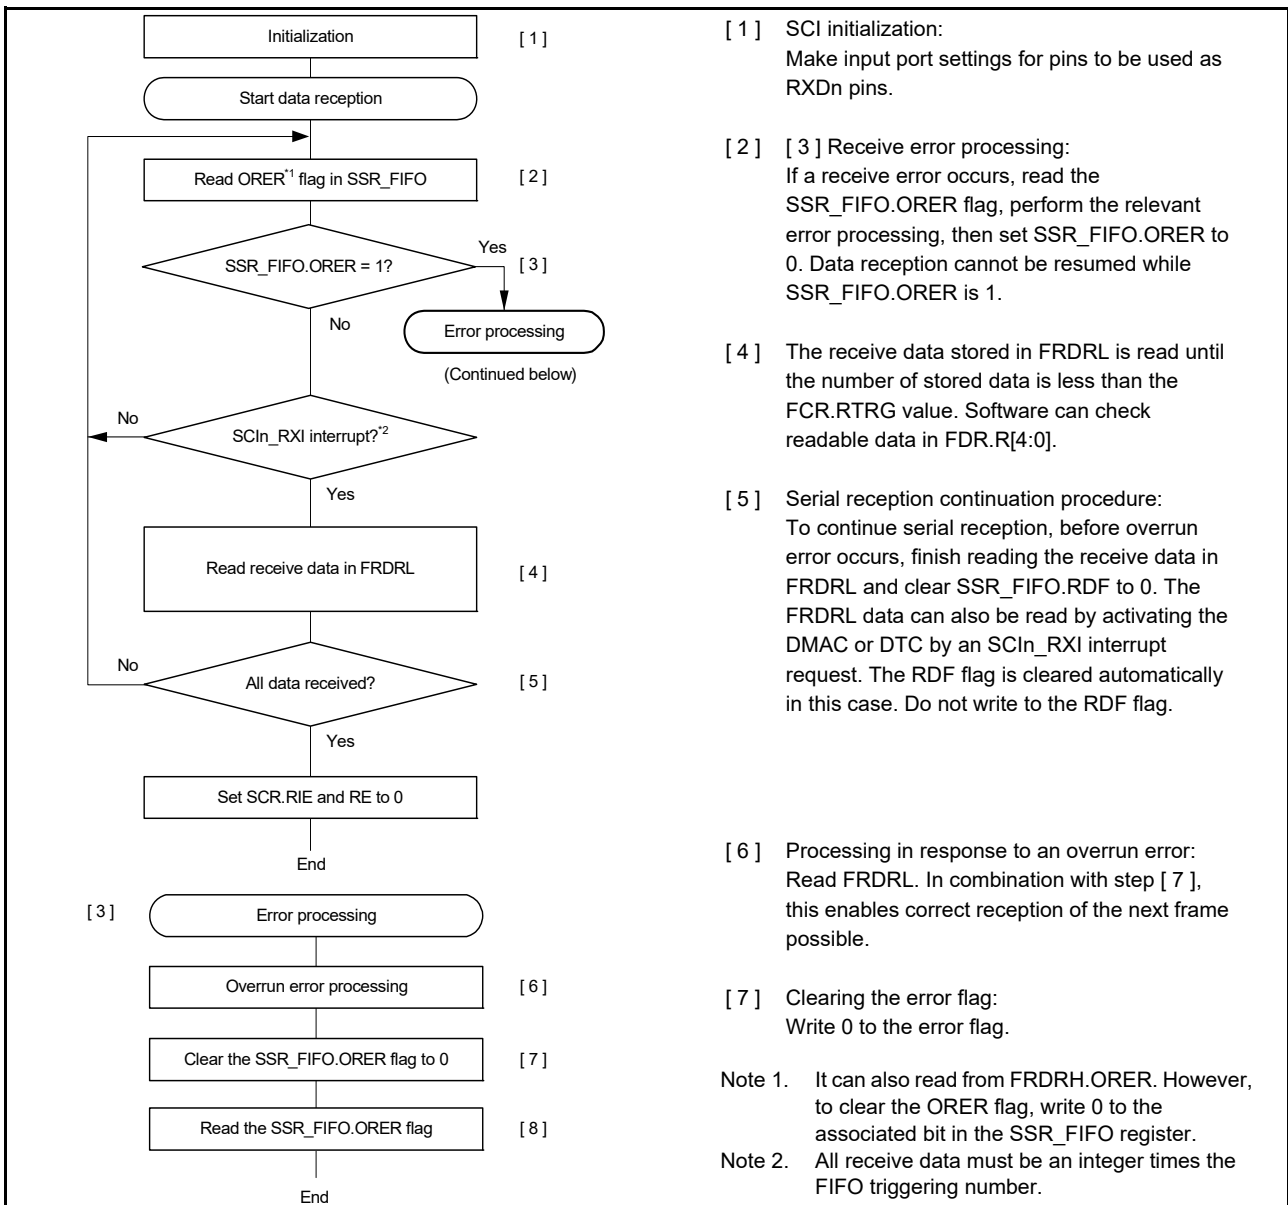 Initialization
[ 1 ]
Start data reception
Read ORER*1 flag in SSR_FIFO
[ 2 ]
SSR_FIFO.ORER = 1?
Yes
[ 3 ]
No
Error processing
(Continued below)
No
SCIn_RXI interrupt?*2
Yes
Read receive data in FRDRL
[ 4 ]
No
All data received?
[ 5 ]
Yes
Set SCR.RIE and RE to 0
End
[ 3 ]
Error processing
Overrun error processing
[ 6 ]
Clear the SSR_FIFO.ORER flag to 0
[ 7 ]
Read the SSR_FIFO.ORER flag
[ 8 ]
End
[ 1 ] SCI initialization:
Make input port settings for pins to be used as
RXDn pins.
[ 2 ] [ 3 ] Receive error processing:
If a receive error occurs, read the
SSR_FIFO.ORER flag, perform the relevant
error processing, then set SSR_FIFO.ORER to
0. Data reception cannot be resumed while
SSR_FIFO.ORER is 1.
[ 4 ] The receive data stored in FRDRL is read until
the number of stored data is less than the
FCR.RTRG value. Software can check
readable data in FDR.R[4:0].
[ 5 ] Serial reception continuation procedure:
To continue serial reception, before overrun
error occurs, finish reading the receive data in
FRDRL and clear SSR_FIFO.RDF to 0. The
FRDRL data can also be read by activating the
DMAC or DTC by an SCIn_RXI interrupt
request. The RDF flag is cleared automatically
in this case. Do not write to the RDF flag.
[ 6 ] Processing in response to an overrun error:
Read FRDRL. In combination with step [ 7 ],
this enables correct reception of the next frame
possible.
[ 7 ] Clearing the error flag:
Write 0 to the error flag.
Note 1. It can also read from FRDRH.ORER. However,
to clear the ORER flag, write 0 to the
associated bit in the SSR_FIFO register.
Note 2. All receive data must be an integer times the
FIFO triggering number.